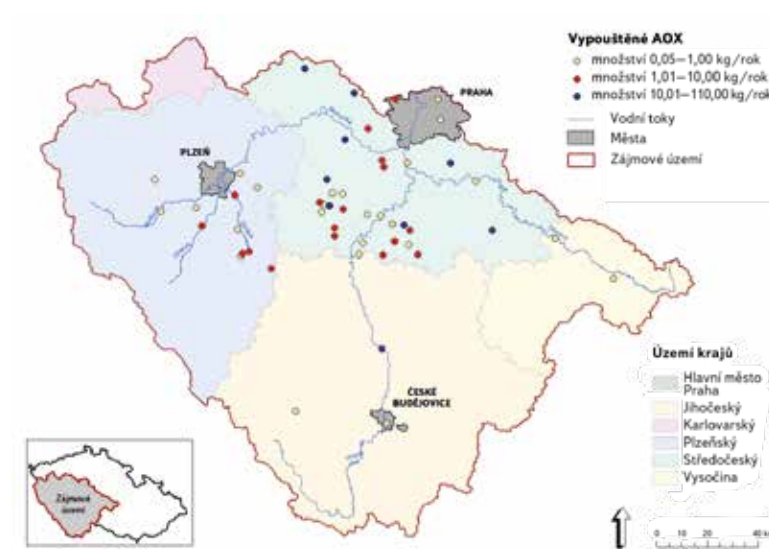 Vypouštěné AOX
množství 0,05—1,00 kg/rok
množství 1,01—10,00 kg/rok
množství 10,01—110,00 kg/rok
Vodní toky
Města
Zájmové území
PRAHA
PLZEŇ
ČESKÉ
BUDĚJOVICE
Území krajů
Hlavní město
Praha
Jihočeský
Karlovarský
Plzeňský
Středočeský
Vysočina
Zájmové
území
0 10 20 40 k